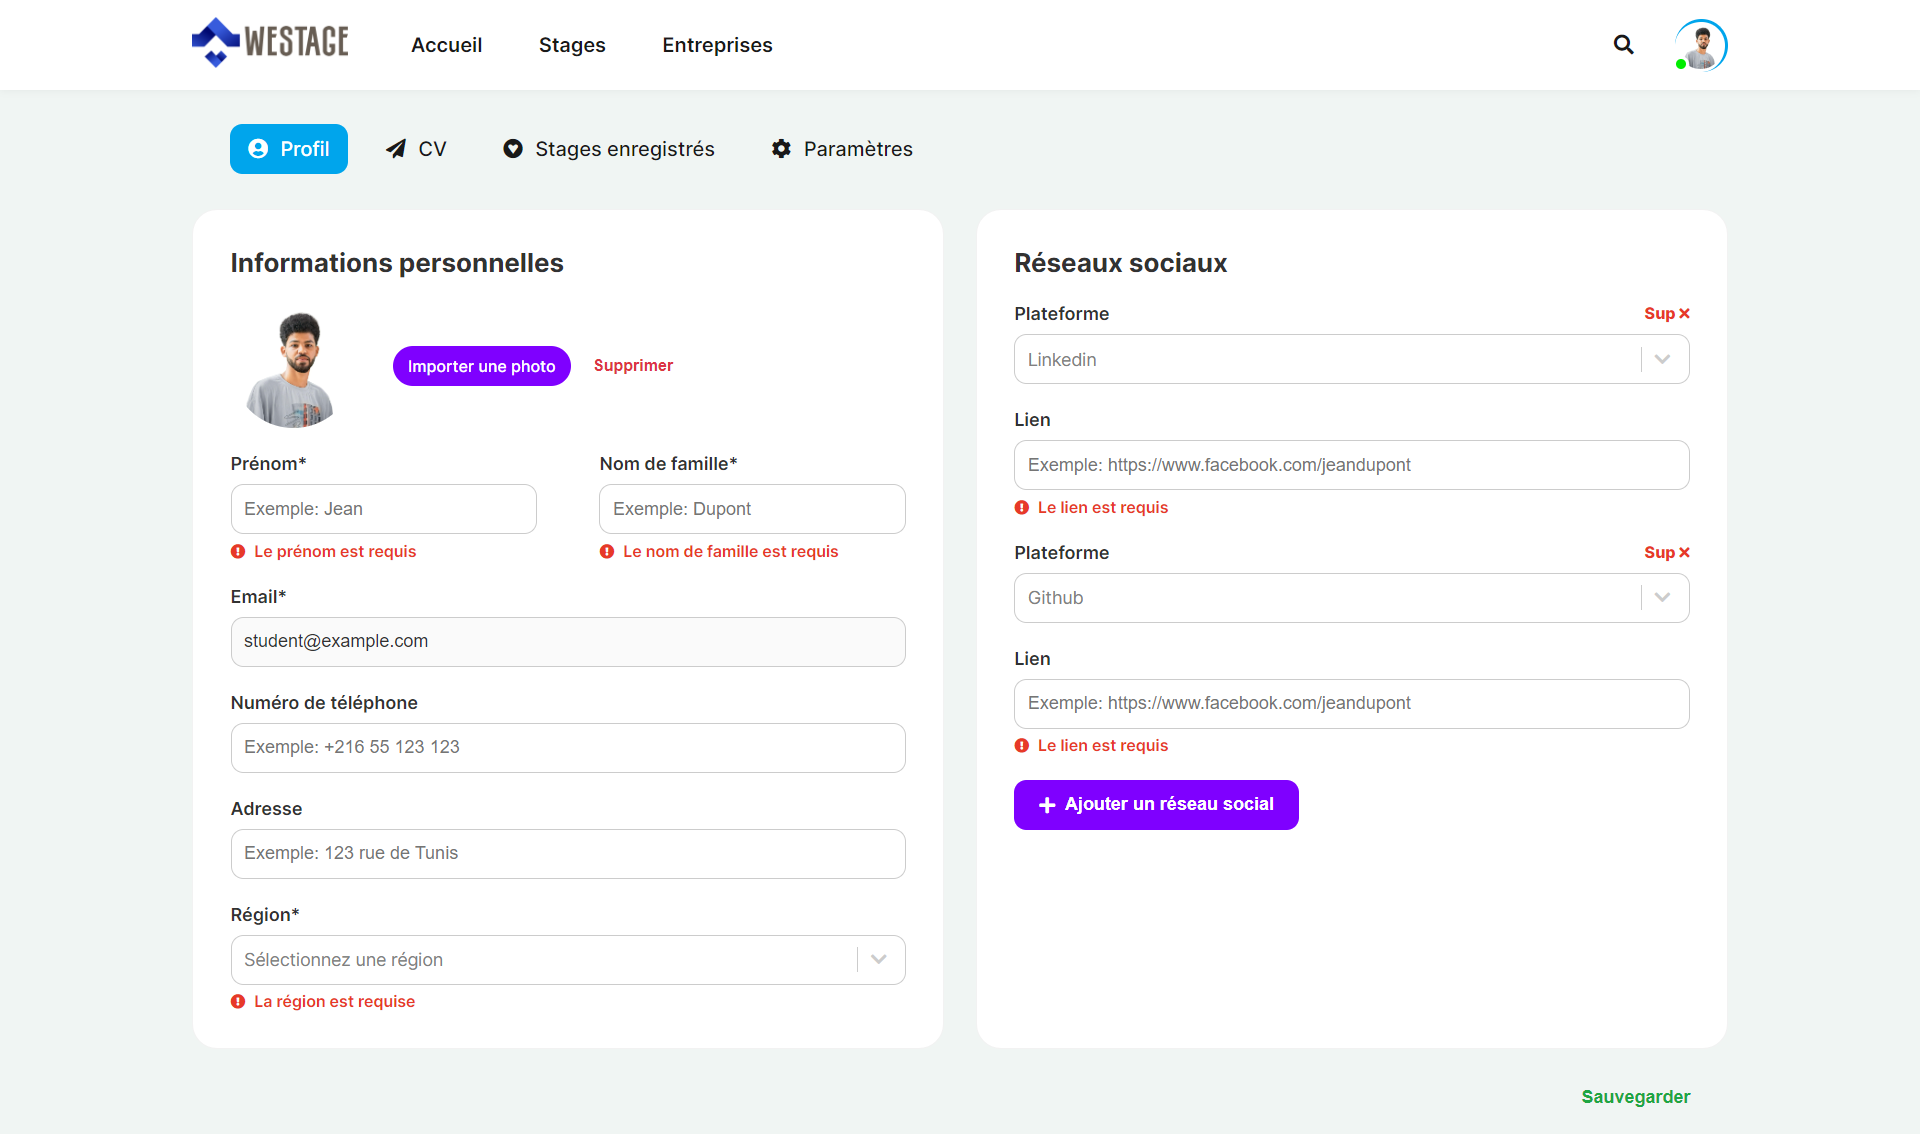 WESTAGE
Accueil
Stages
Entreprises
Profil
CV
Stages enregistrés
Paramètres
Informations personnelles
Importer une photo
Supprimer
Prénom*
Nom de famille*
Exemple: Jean
Exemple: Dupont
Le prénom est requis
Le nom de famille est requis
Email*
student@example.com
Numéro de téléphone
Exemple: +216 55 123 123
Adresse
Exemple: 123 rue de Tunis
Région*
Sélectionnez une région
La région est requise
Réseaux sociaux
Plateforme
Sup
Linkedin
Lien
Exemple: https://www.facebook.com/jeandupont
Le lien est requis
Plateforme
Sup
Github
Lien
Exemple: https://www.facebook.com/jeandupont
Le lien est requis
Ajouter un réseau social
Sauvegarder